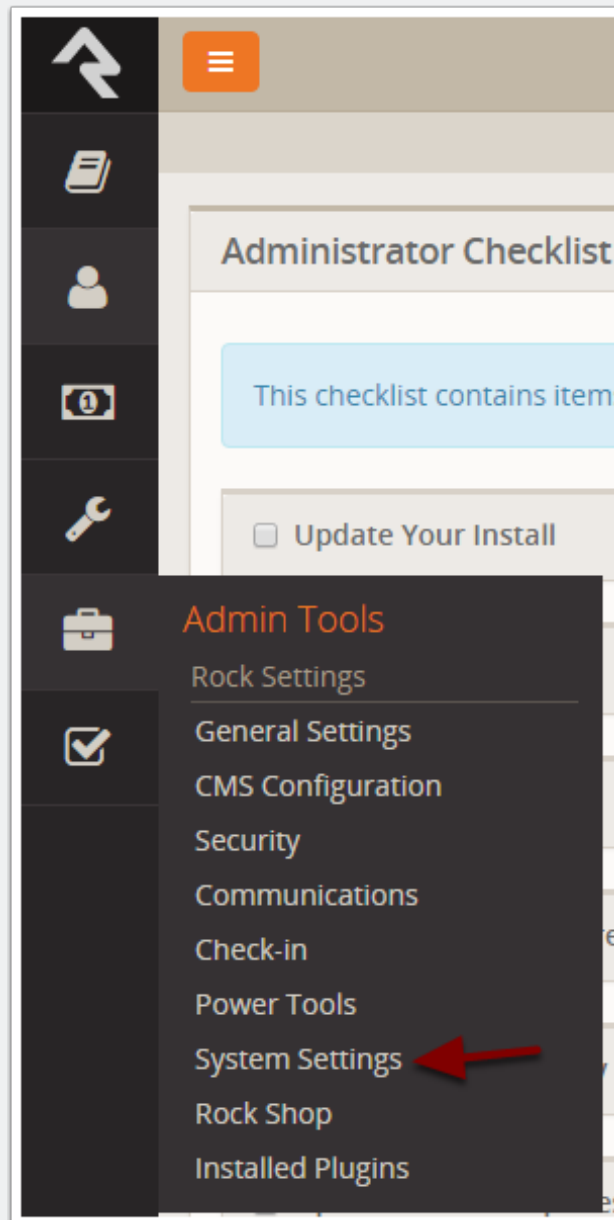 Administrator Checklist
This checklist contains item
Update Your Install
Admin Tools
Rock Settings
General Settings
CMS Configuration
Security
Communications
Check-in
Power Tools
System Settings
Rock Shop
Installed Plugins